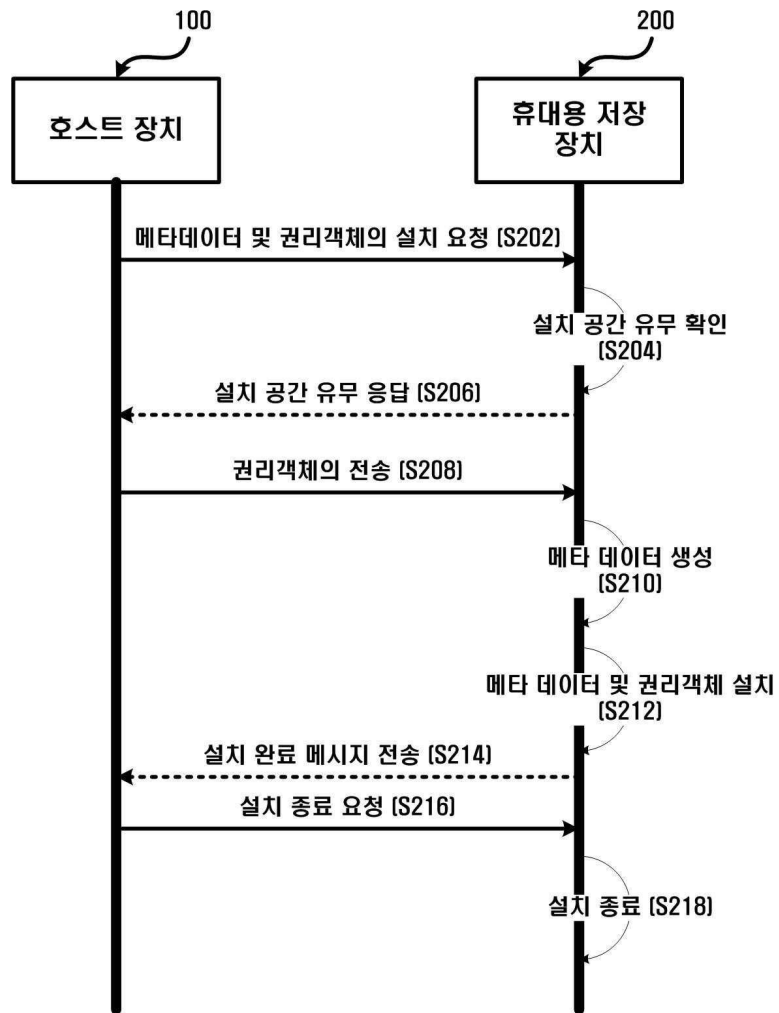 100
200
호스트 장치
휴대용 저장
장치
메타데이터 및 권리객체의 설치 요청 (S202)
설치 공간 유무 확인
(S204)
설치 공간 유무 응답 (S206)
권리객체의 전송 (S208)
메타 데이터 생성
(S210)
메타 데이터 및 권리객체 설치
(S212)
설치 완료 메시지 전송 (S214)
설치 종료 요청 (S216)
설치 종료 (S218)